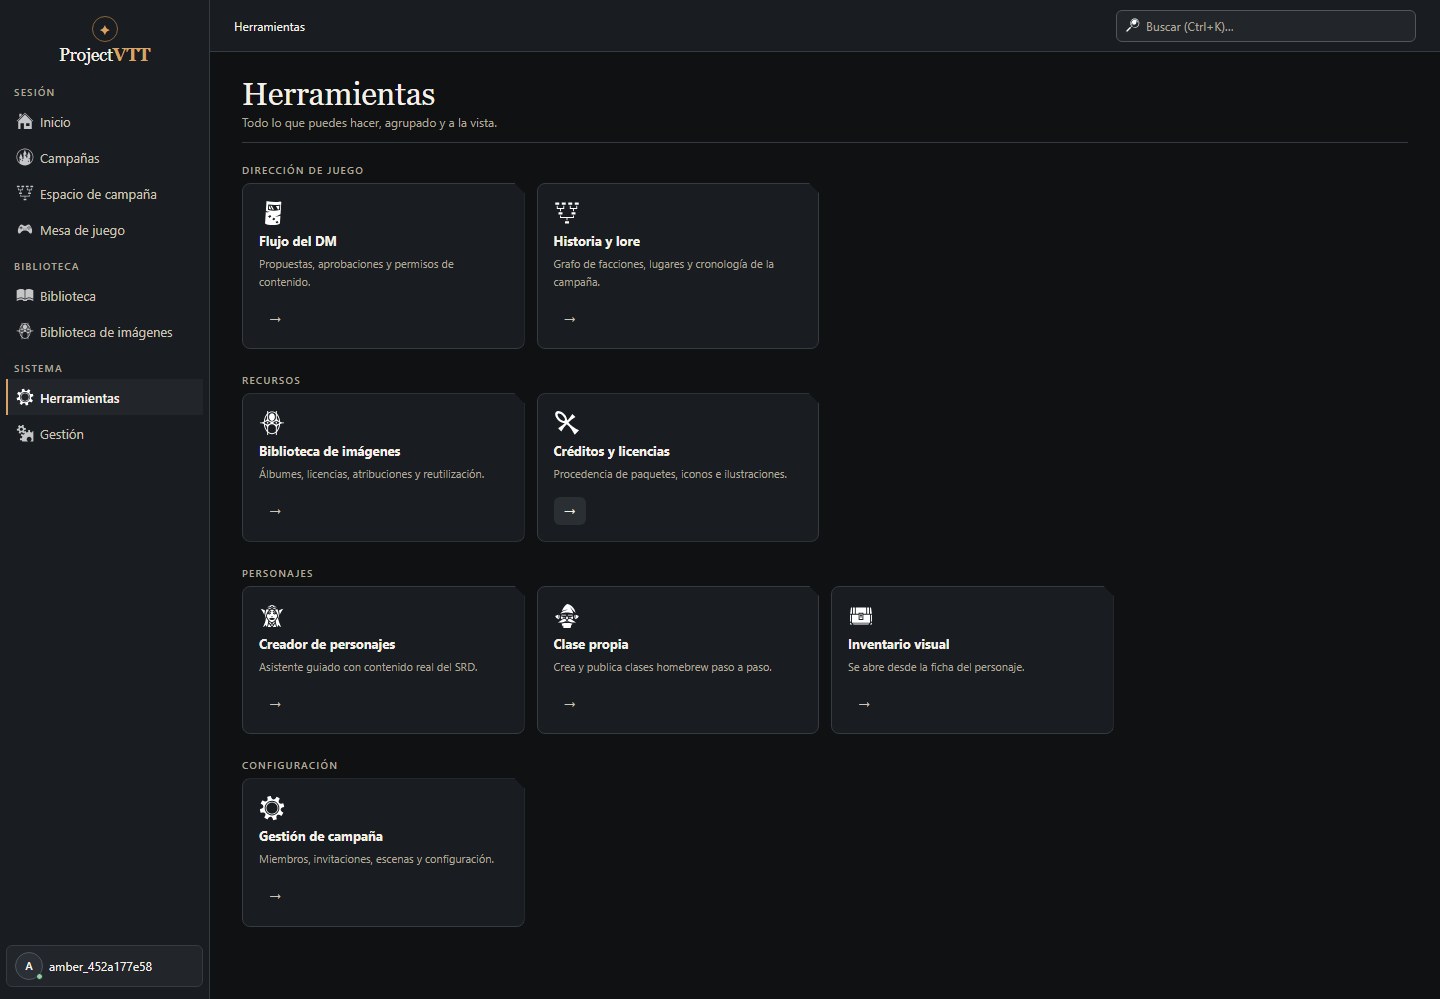 ProjectVTT
SESIÓN
Inicio
Campañas
Espacio de campaña
Mesa de juego
BIBLIOTECA
Biblioteca
Biblioteca de imágenes
SISTEMA
Herramientas
Gestión
A
amber_452a177e58
Herramientas
Buscar (Ctrl+K)...
Herramientas
Todo lo que puedes hacer, agrupado y a la vista.
DIRECCIÓN DE JUEGO
Flujo del DM
Propuestas, aprobaciones y permisos de
contenido.
→
Historia y lore
Grafo de facciones, lugares y cronología de la
campaña.
→
RECURSOS
Biblioteca de imágenes
Álbumes, licencias, atribuciones y reutilización.
→
Créditos y licencias
Procedencia de paquetes, iconos e ilustraciones.
→
PERSONAJES
Creador de personajes
Asistente guiado con contenido real del SRD.
→
Clase propia
Crea y publica clases homebrew paso a paso.
→
Inventario visual
Se abre desde la ficha del personaje.
→
CONFIGURACIÓN
Gestión de campaña
Miembros, invitaciones, escenas y configuración.
→